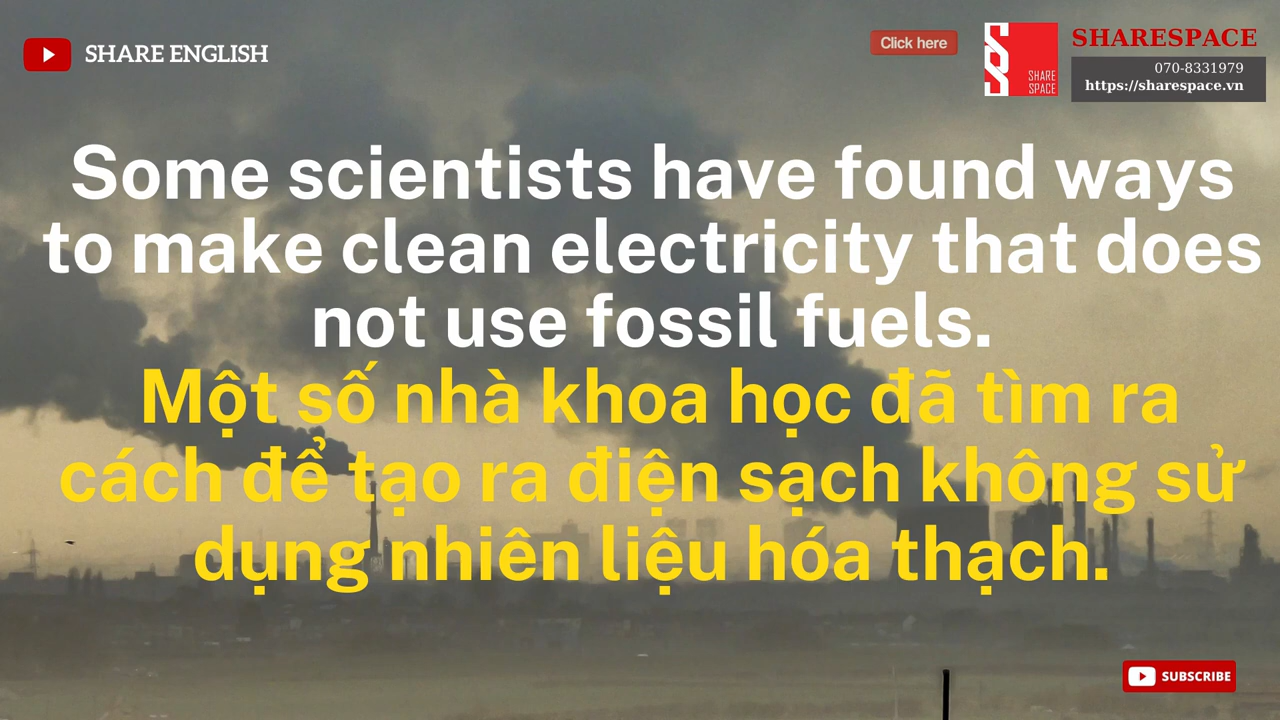 SHARE ENGLISH
Click here
SHARE
SPACE
SHARESPACE
070-8331979
https://sharespace.vn
Some scientists have found ways
to make clean electricity that does
not use fossil fuels.
Một số nhà khoa học đã tìm ra
cách để tạo ra điện sạch không sử
dụng nhiên liệu hóa thạch.
SUBSCRIBE